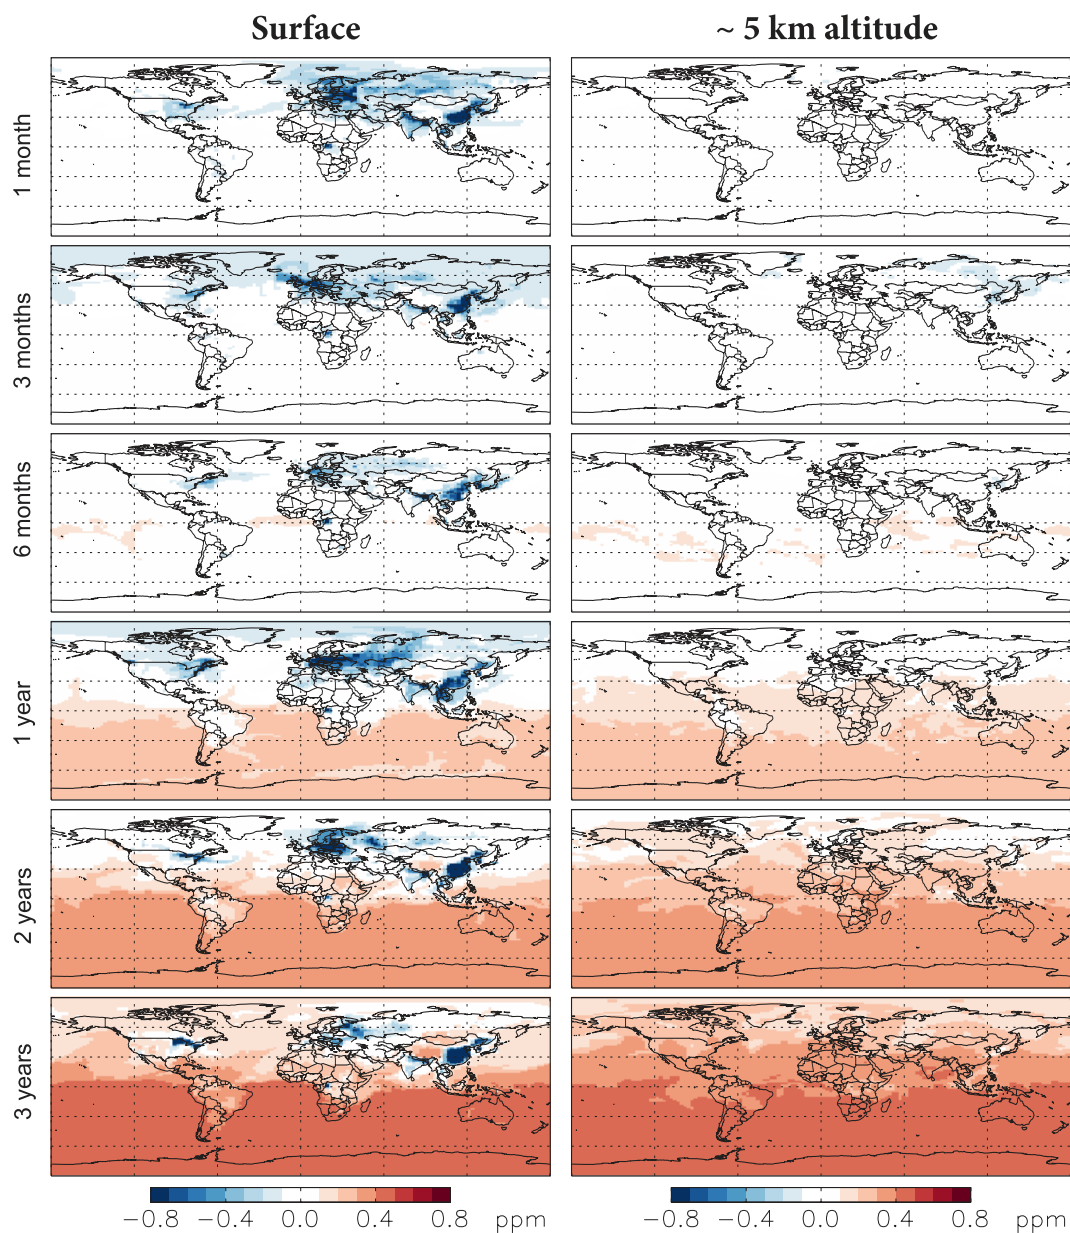 Surface
~ 5 km altitude
1 month
3 months
6 months
1 year
2 years
3 years
−0.8 −0.4 0.0 0.4 0.8 ppm
−0.8 −0.4 0.0 0.4 0.8 ppm